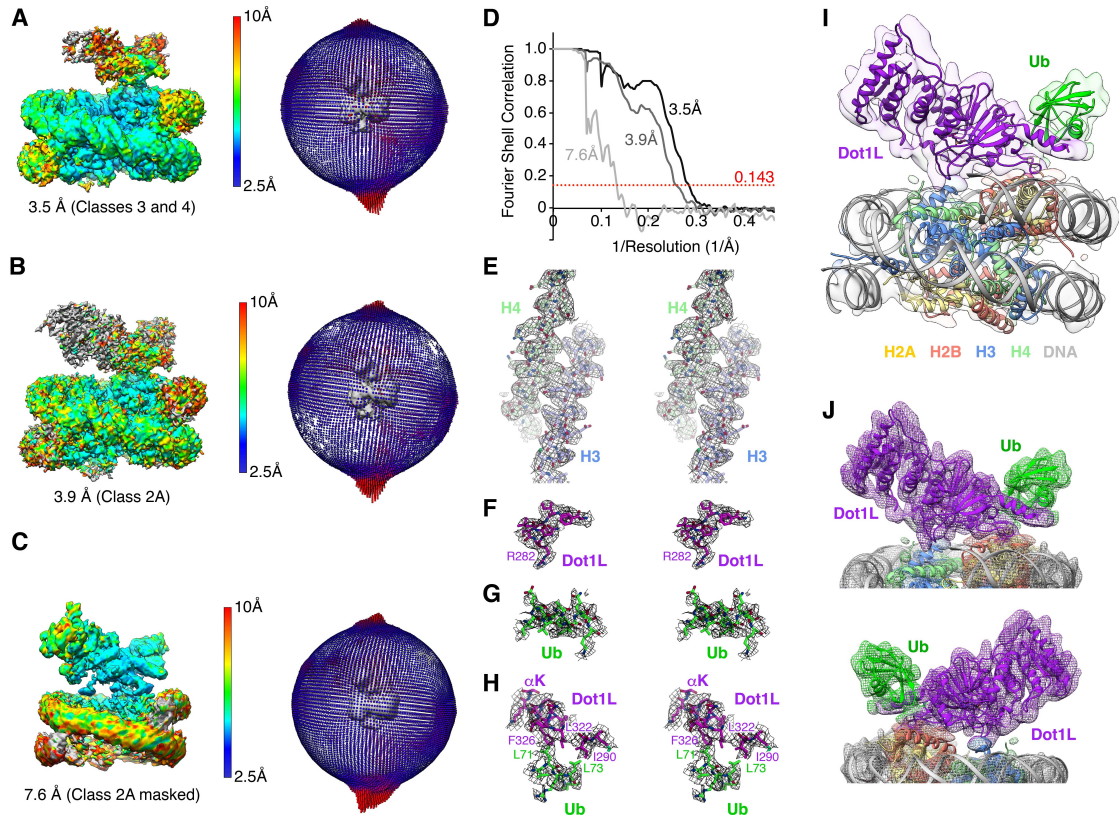 A
10Å
2.5Å
3.5 Å (Classes 3 and 4)
B
10Å
2.5Å
3.9 Å (Class 2A)
C
10Å
2.5Å
7.6 Å (Class 2A masked)
D
Fourier Shell Correlation
1.0
0.8
0.6
0.4
0.2
0
3.5Å
3.9Å
7.6Å
0.143
0 0.1 0.2 0.3 0.4
1/Resolution (1/Å)
E
H4
H4
H3
H3
F
R282
Dot1L
R282
Dot1L
G
Ub
Ub
H
αK
αK
Dot1L
Dot1L
L322
L322
F326
F326
L71
L71
I290
I290
L73
L73
Ub
Ub
I
Ub
Dot1L
H2A H2B H3 H4 DNA
J
Ub
Dot1L
Ub
Dot1L